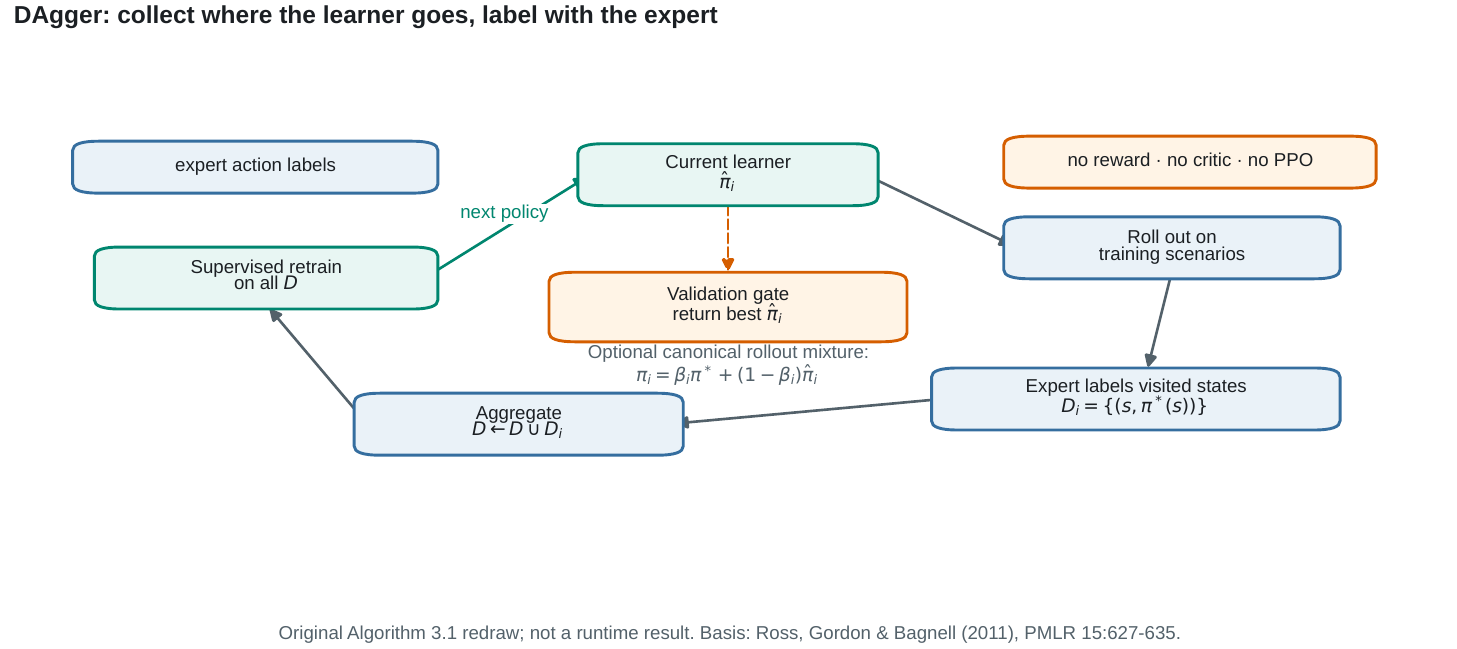 DAgger: collect where the learner goes, label with the expert
expert action labels
Current learner
π̂ᵢ
no reward · no critic · no PPO
next policy
Roll out on
training scenarios
Supervised retrain
on all D
Validation gate
return best π̂ᵢ
Optional canonical rollout mixture:
πᵢ = βᵢπ* + (1 − βᵢ)π̂ᵢ
Expert labels visited states
Dᵢ = {(s, π*(s))}
Aggregate
D ← D ∪ Dᵢ
Original Algorithm 3.1 redraw; not a runtime result. Basis: Ross, Gordon & Bagnell (2011), PMLR 15:627-635.